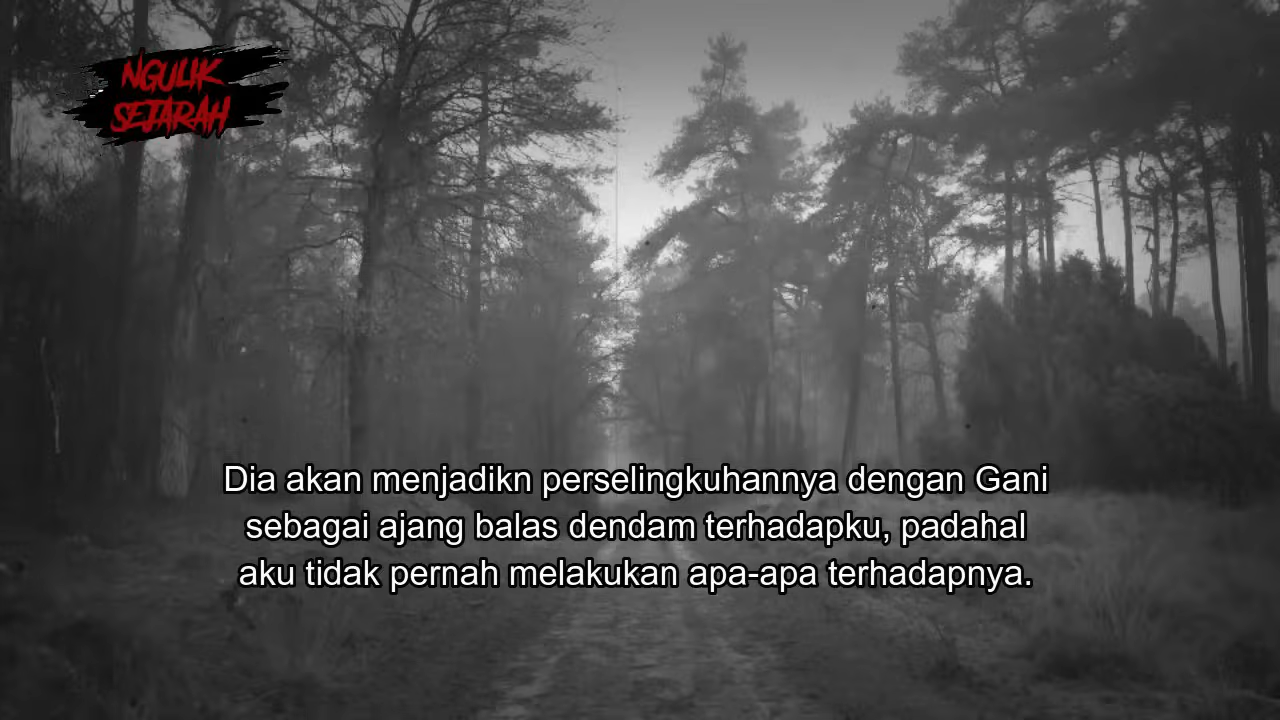 NGULIK
SEJARAH
Dia akan menjadikn perselingkuhannya dengan Gani
sebagai ajang balas dendam terhadapku, padahal
aku tidak pernah melakukan apa-apa terhadapnya.